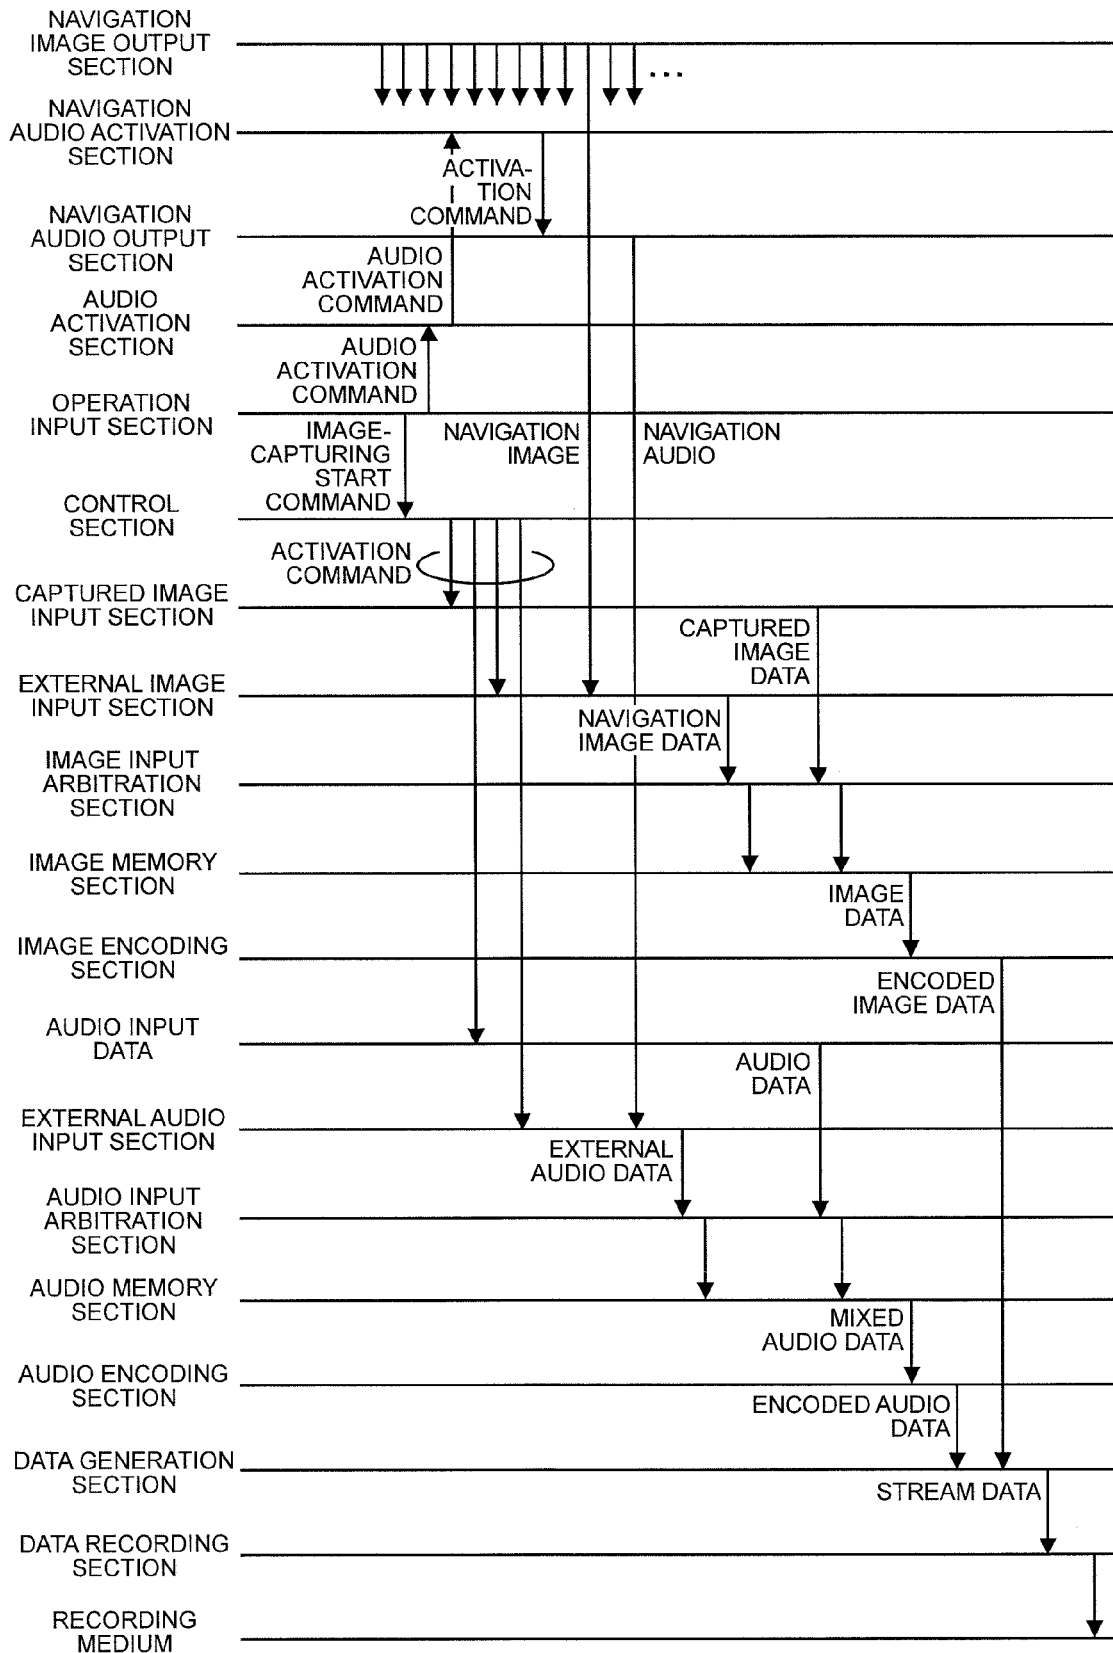 NAVIGATION
IMAGE OUTPUT
SECTION
...
NAVIGATION
AUDIO ACTIVATION
SECTION
ACTIVA-
TION
COMMAND
NAVIGATION
AUDIO OUTPUT
SECTION
AUDIO
ACTIVATION
COMMAND
AUDIO
ACTIVATION
SECTION
AUDIO
ACTIVATION
COMMAND
OPERATION
INPUT SECTION
IMAGE-
CAPTURING
START
COMMAND
NAVIGATION
IMAGE
NAVIGATION
AUDIO
CONTROL
SECTION
ACTIVATION
COMMAND
CAPTURED IMAGE
INPUT SECTION
CAPTURED
IMAGE
DATA
EXTERNAL IMAGE
INPUT SECTION
NAVIGATION
IMAGE DATA
IMAGE INPUT
ARBITRATION
SECTION
IMAGE MEMORY
SECTION
IMAGE
DATA
IMAGE ENCODING
SECTION
ENCODED
IMAGE DATA
AUDIO INPUT
DATA
AUDIO
DATA
EXTERNAL AUDIO
INPUT SECTION
EXTERNAL
AUDIO DATA
AUDIO INPUT
ARBITRATION
SECTION
AUDIO MEMORY
SECTION
MIXED
AUDIO DATA
AUDIO ENCODING
SECTION
ENCODED AUDIO
DATA
DATA GENERATION
SECTION
STREAM DATA
DATA RECORDING
SECTION
RECORDING
MEDIUM